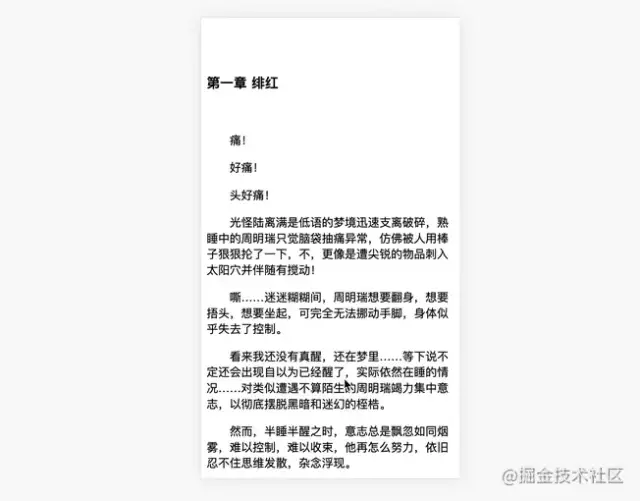 第一章 绯红
痛！
好痛！
头好痛！
光怪陆离满是低语的梦境迅速支离破碎，熟
睡中的周明瑞只觉脑袋抽痛异常，仿佛被人用棒
子狠狠抡了一下，不，更像是遭尖锐的物品刺入
太阳穴并伴随有搅动！
嘶……迷迷糊糊间，周明瑞想要翻身，想要
捂头，想要坐起，可完全无法挪动手脚，身体似
乎失去了控制。
看来我还没有真醒，还在梦里……等下说不
定还会出现自以为已经醒了，实际依然在睡的情
况……对类似遭遇不算陌生的周明瑞竭力集中意
志，以彻底摆脱黑暗和迷幻的桎梏。
然而，半睡半醒之时，意志总是飘忽如同烟
雾，难以控制，难以收束，他再怎么努力，依旧
忍不住思维发散，杂念浮现。
@掘金技术社区